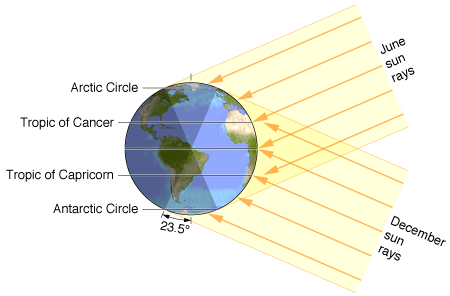 June
sun
rays
Arctic Circle
Tropic of Cancer
Tropic of Capricorn
Antarctic Circle
23.5°
December
sun
rays